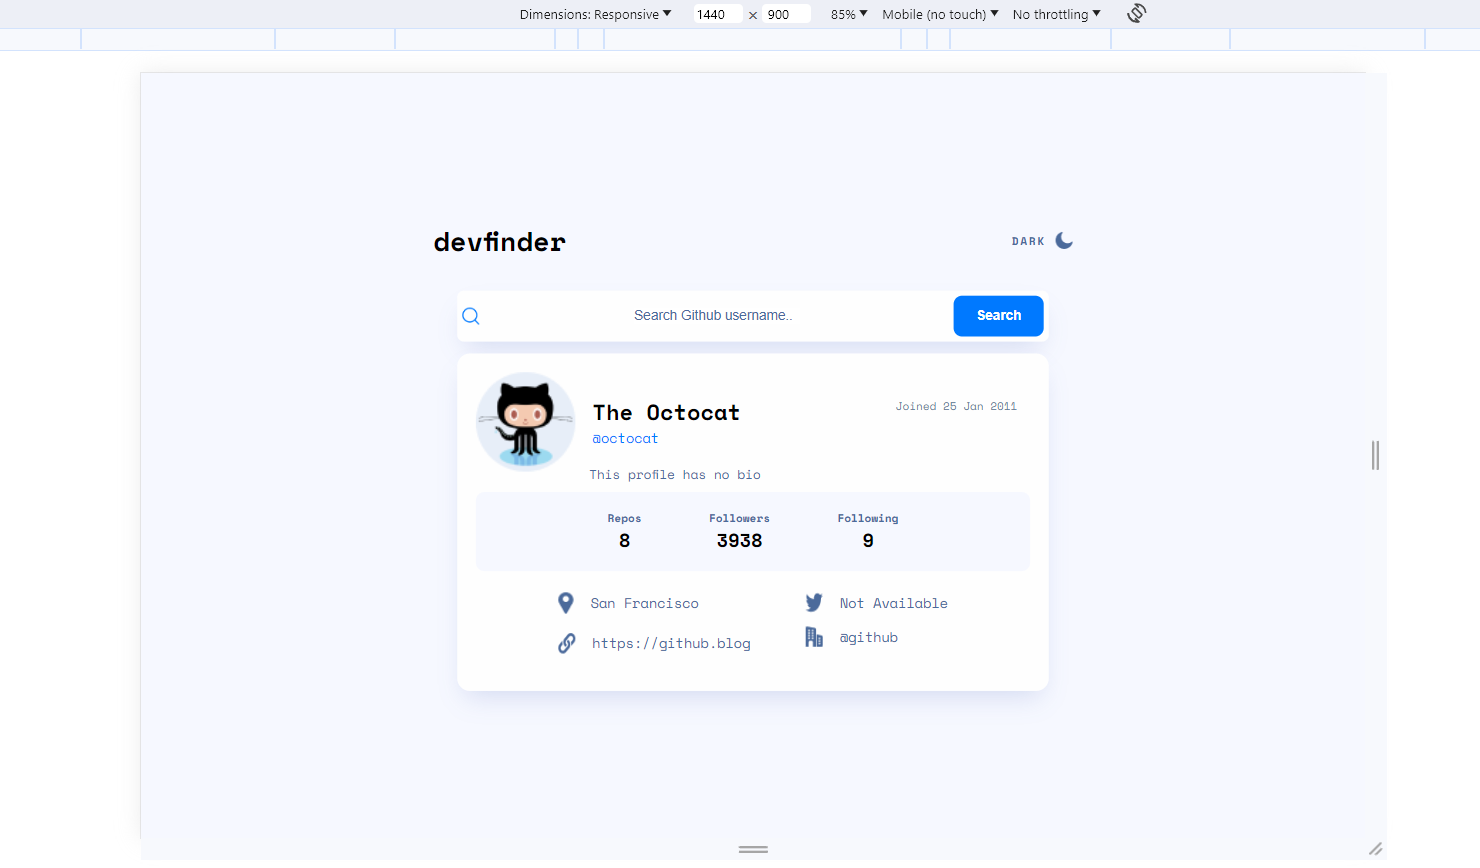 Dimensions: Responsive ▼ 1440 × 900 85% ▼ Mobile (no touch) ▼ No throttling ▼
devfinder
DARK
Search Github username..
Search
The Octocat
Joined 25 Jan 2011
@octocat
This profile has no bio
Repos Followers Following
8 3938 9
San Francisco
Not Available
https://github.blog
@github